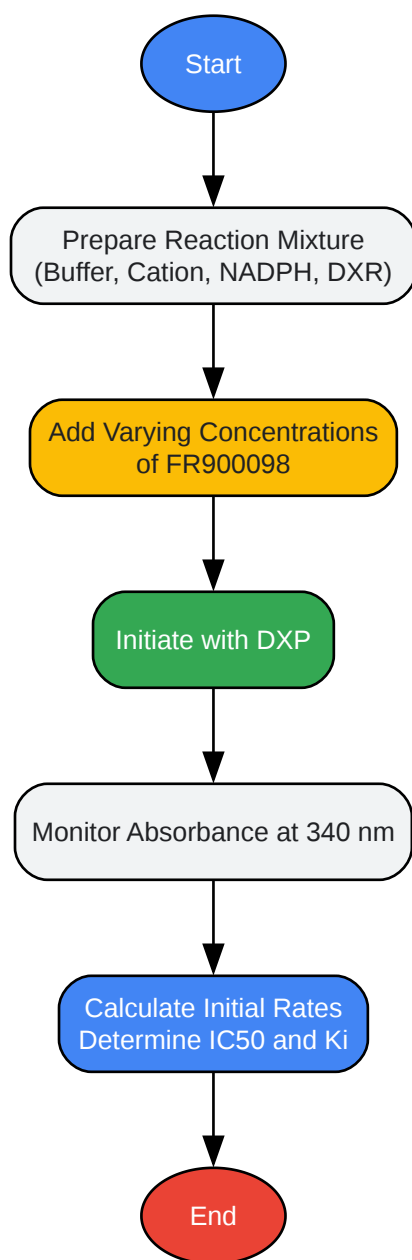 Start
Prepare Reaction Mixture
(Buffer, Cation, NADPH, DXR)
Add Varying Concentrations
of FR900098
Initiate with DXP
Monitor Absorbance at 340 nm
Calculate Initial Rates
Determine IC50 and Ki
End